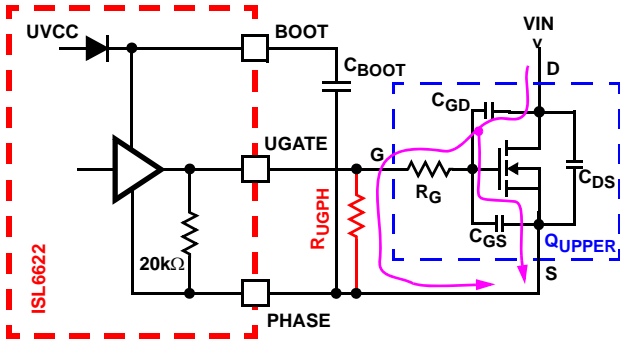 UVCC
BOOT
VIN
D
CBOOT
CGD
UGATE
G
RG
CDS
RUGPH
CGS
20kΩ
QUPPER
S
ISL6622
PHASE